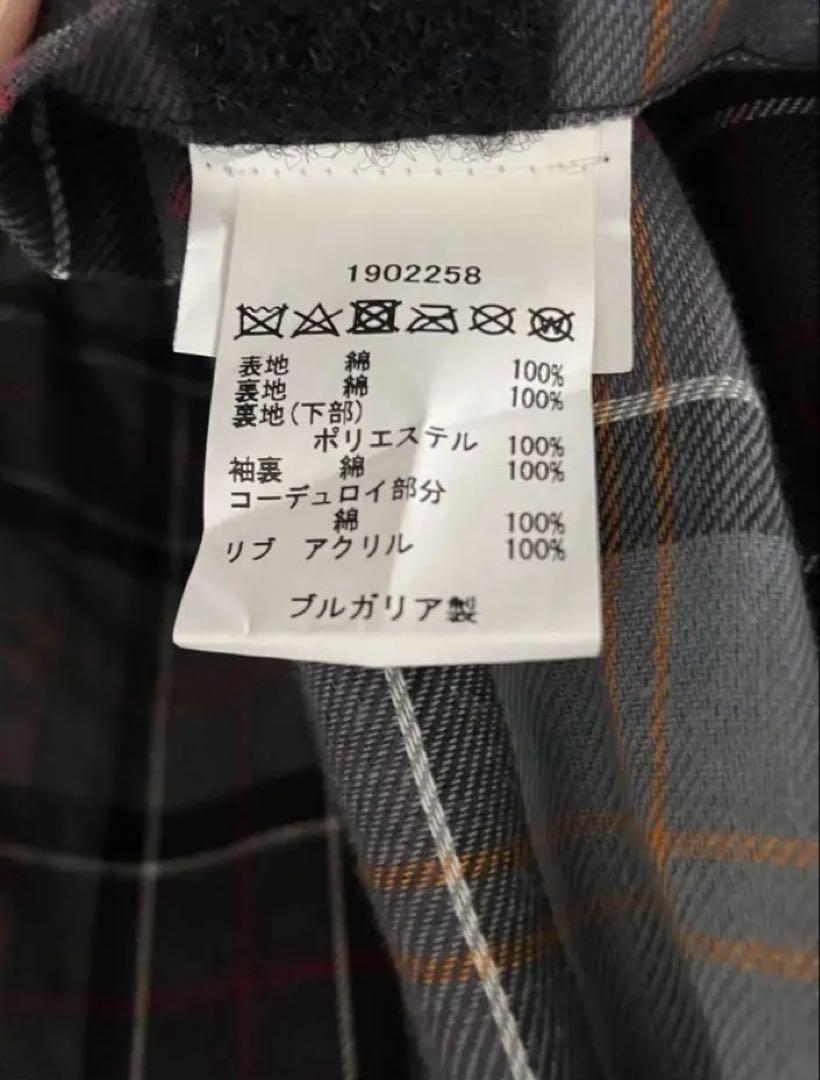 1902258
表地 綿 100%
裏地 綿 100%
裏地(下部)
ポリエステル 100%
袖裏 綿 100%
コーデュロイ部分
綿 100%
リブ アクリル 100%
ブルガリア製